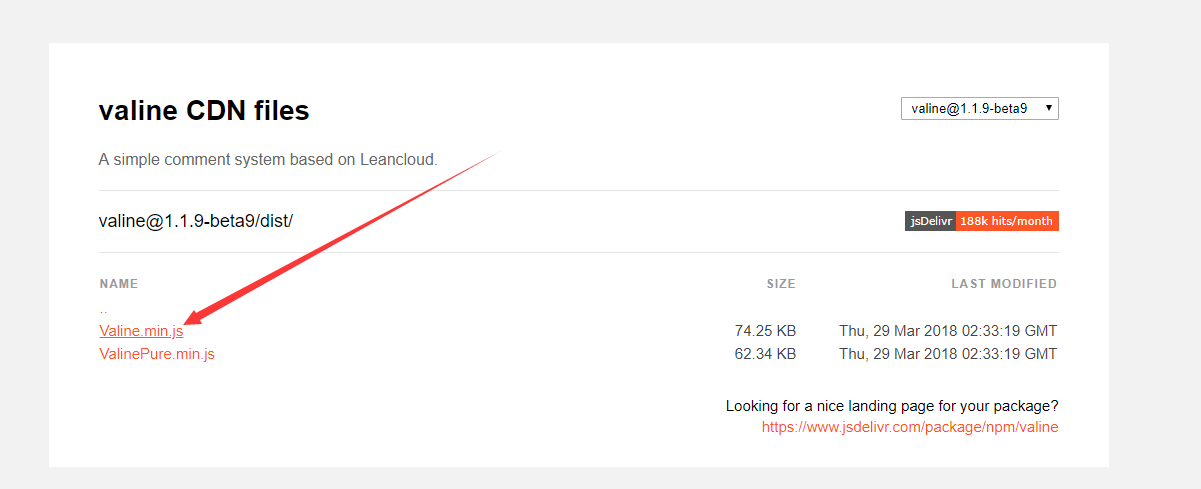 valine CDN files
valine@1.1.9-beta9
A simple comment system based on Leancloud.
valine@1.1.9-beta9/dist/
jsDelivr 188k hits/month
NAME SIZE LAST MODIFIED
..
Valine.min.js 74.25 KB Thu, 29 Mar 2018 02:33:19 GMT
ValinePure.min.js 62.34 KB Thu, 29 Mar 2018 02:33:19 GMT
Looking for a nice landing page for your package?
https://www.jsdelivr.com/package/npm/valine